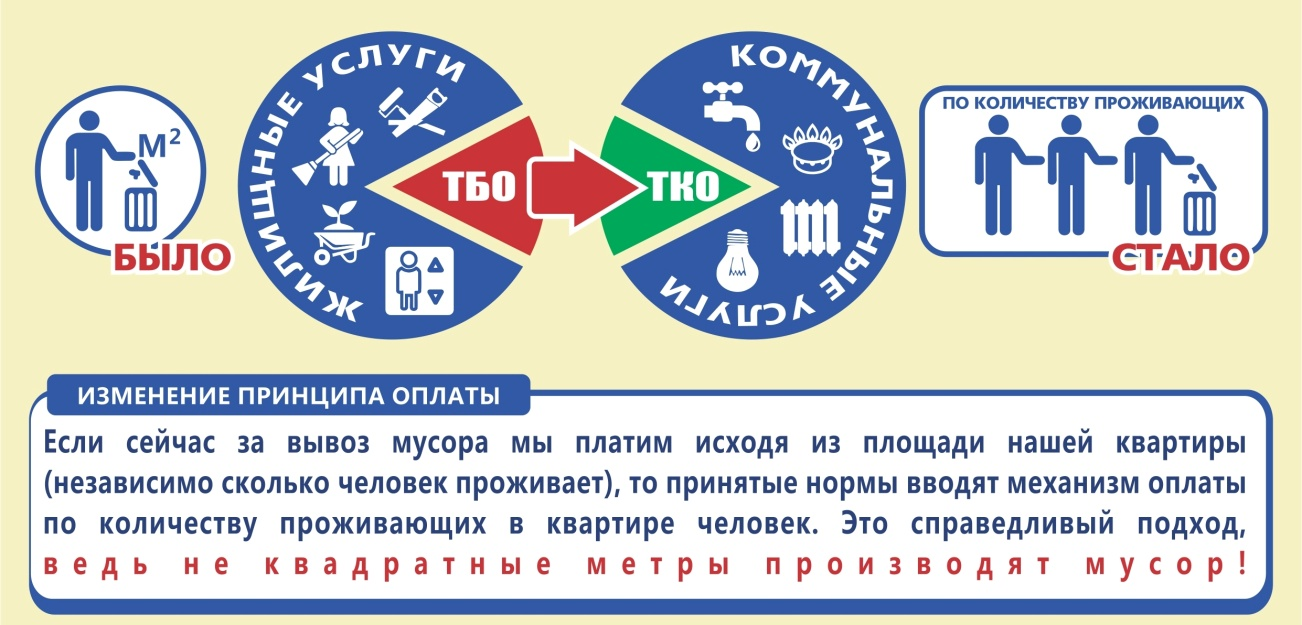 М²
БЫЛО
ЖИЛИЩНЫЕ УСЛУГИ
ТБО
ТКО
КОММУНАЛЬНЫЕ УСЛУГИ
ПО КОЛИЧЕСТВУ ПРОЖИВАЮЩИХ
СТАЛО
ИЗМЕНЕНИЕ ПРИНЦИПА ОПЛАТЫ
Если сейчас за вывоз мусора мы платим исходя из площади нашей квартиры
(независимо сколько человек проживает), то принятые нормы вводят механизм оплаты
по количеству проживающих в квартире человек. Это справедливый подход,
ведь не квадратные метры производят мусор!